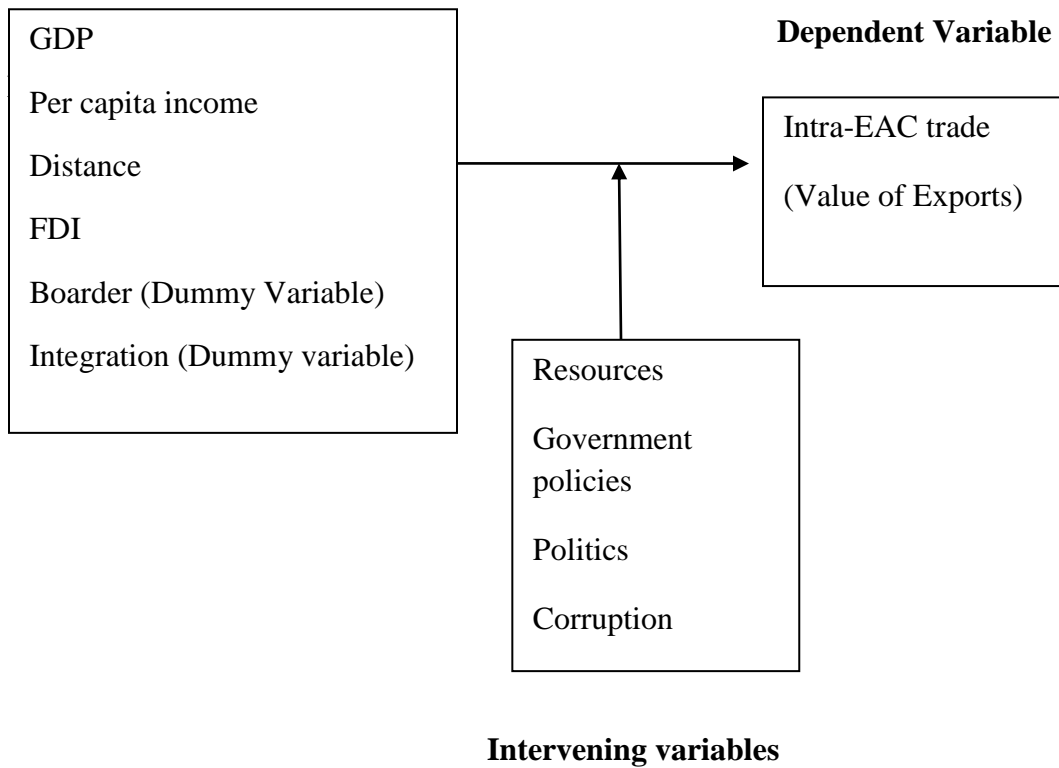 GDP
Per capita income
Distance
FDI
Boarder (Dummy Variable)
Integration (Dummy variable)
Dependent Variable
Intra-EAC trade
(Value of Exports)
Resources
Government
policies
Politics
Corruption
Intervening variables